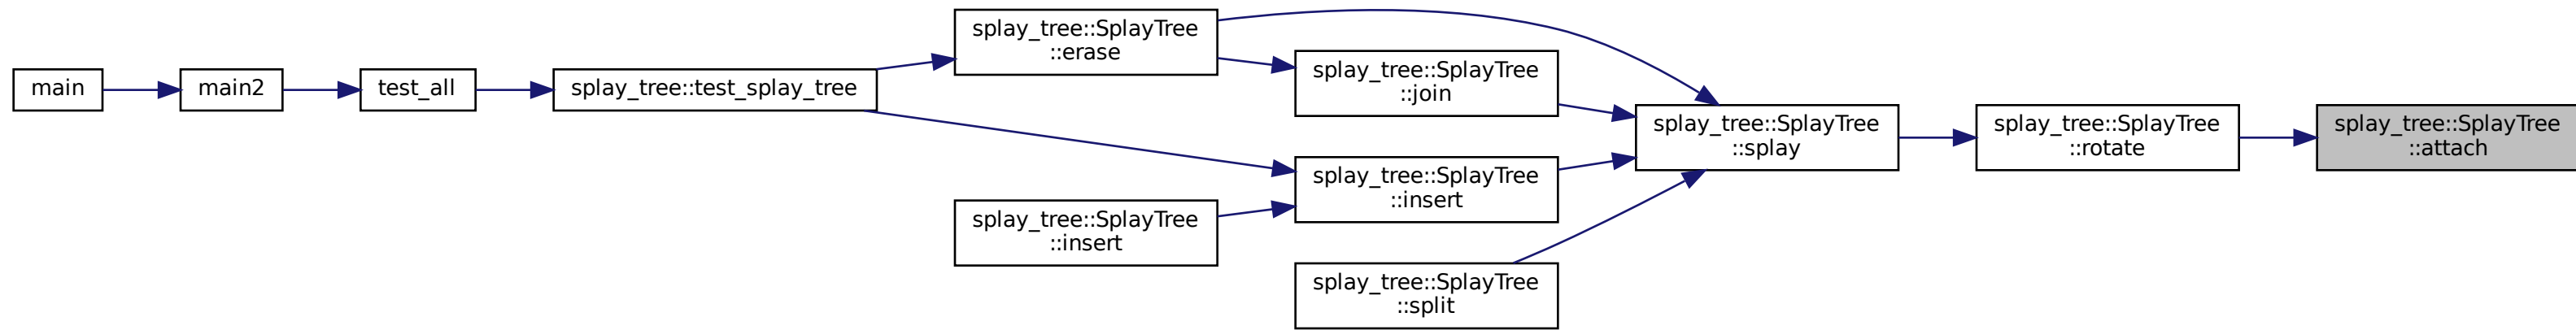 main
main2
test_all
splay_tree::test_splay_tree
splay_tree::SplayTree
::erase
splay_tree::SplayTree
::insert
splay_tree::SplayTree
::join
splay_tree::SplayTree
::insert
splay_tree::SplayTree
::split
splay_tree::SplayTree
::splay
splay_tree::SplayTree
::rotate
splay_tree::SplayTree
::attach